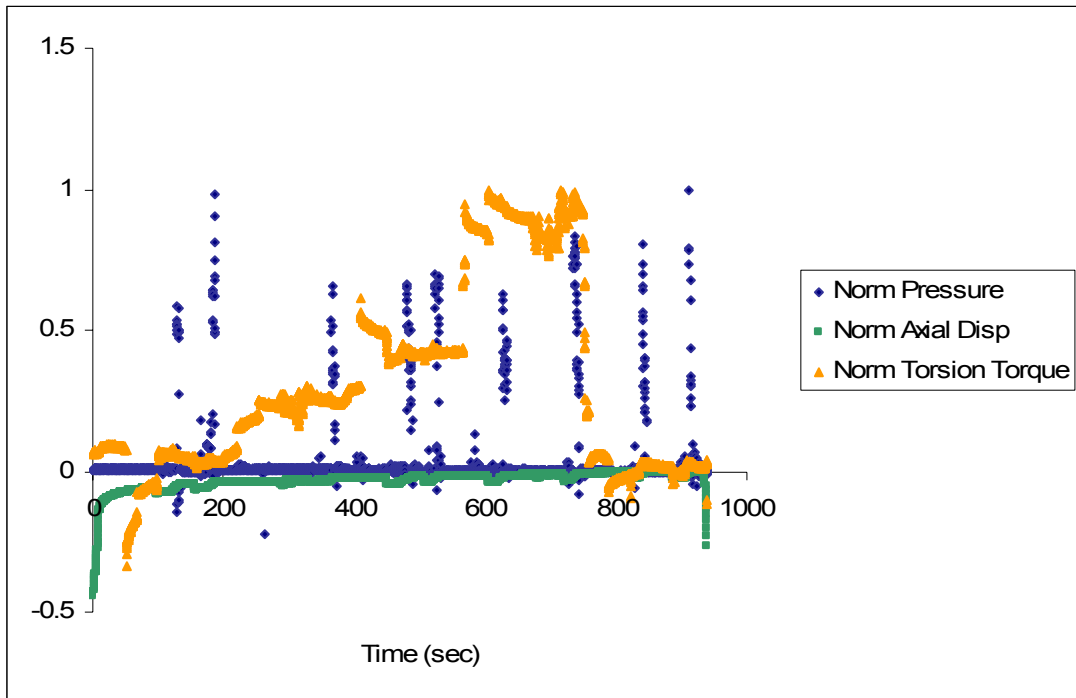 1.5
1
0.5
0
-0.5
0 200 400 600 800 1000
Time (sec)
Norm Pressure
Norm Axial Disp
Norm Torsion Torque